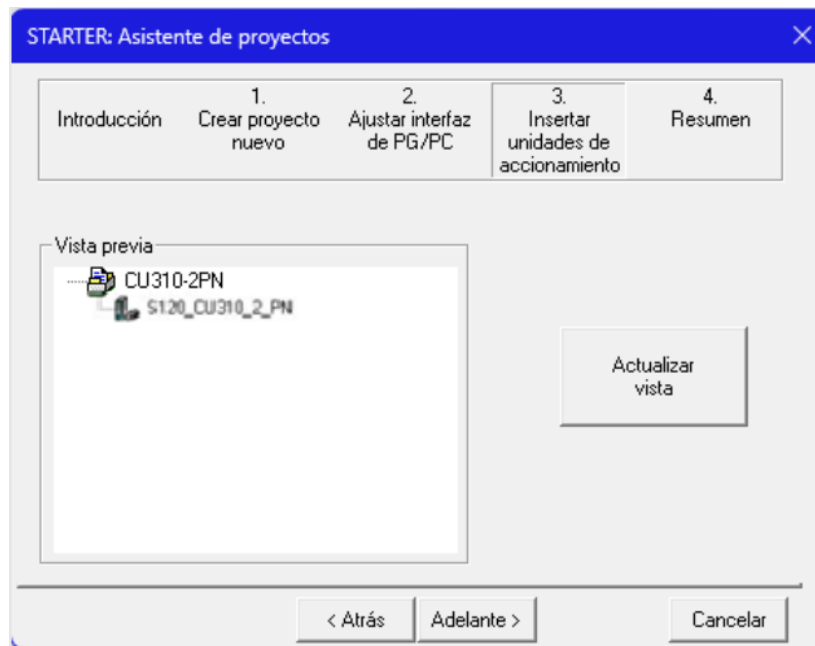 STARTER: Asistente de proyectos
Introducción
1.
Crear proyecto
nuevo
2.
Ajustar interfaz
de PG/PC
3.
Insertar
unidades de
accionamiento
4.
Resumen
Vista previa
CU310-2PN
S120_CU310_2_PN
Actualizar
vista
< Atrás
Adelante >
Cancelar